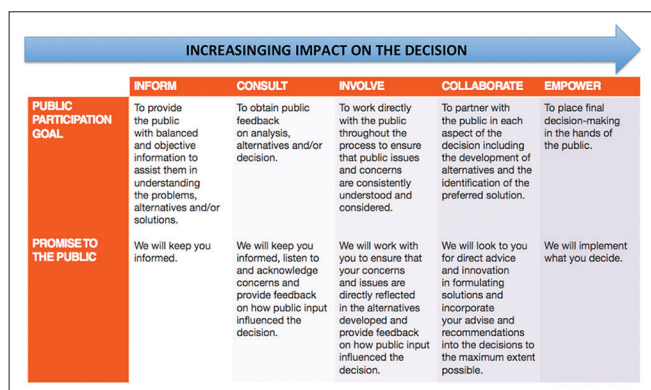 INCREASINGING IMPACT ON THE DECISION
INFORM
CONSULT
INVOLVE
COLLABORATE
EMPOWER
PUBLIC
PARTICIPATION
GOAL
To provide
the public
with balanced
and objective
information to
assist them in
understanding
the problems,
alternatives and/or
solutions.
To obtain public
feedback
on analysis,
alternatives and/or
decision.
To work directly
with the public
throughout the
process to ensure
that public issues
and concerns
are consistently
understood and
considered.
To partner with
the public in each
aspect of the
decision including
the development of
alternatives and the
identification of the
preferred solution.
To place final
decision-making
in the hands of
the public.
PROMISE TO
THE PUBLIC
We will keep you
informed.
We will keep you
informed, listen to
and acknowledge
concerns and
provide feedback
on how public input
influenced the
decision.
We will work with
you to ensure that
your concerns
and issues are
directly reflected
in the alternatives
developed and
provide feedback
on how public input
influenced the
decision.
We will look to you
for direct advice
and innovation
in formulating
solutions and
incorporate
your advise and
recommendations
into the decisions to
the maximum extent
possible.
We will implement
what you decide.